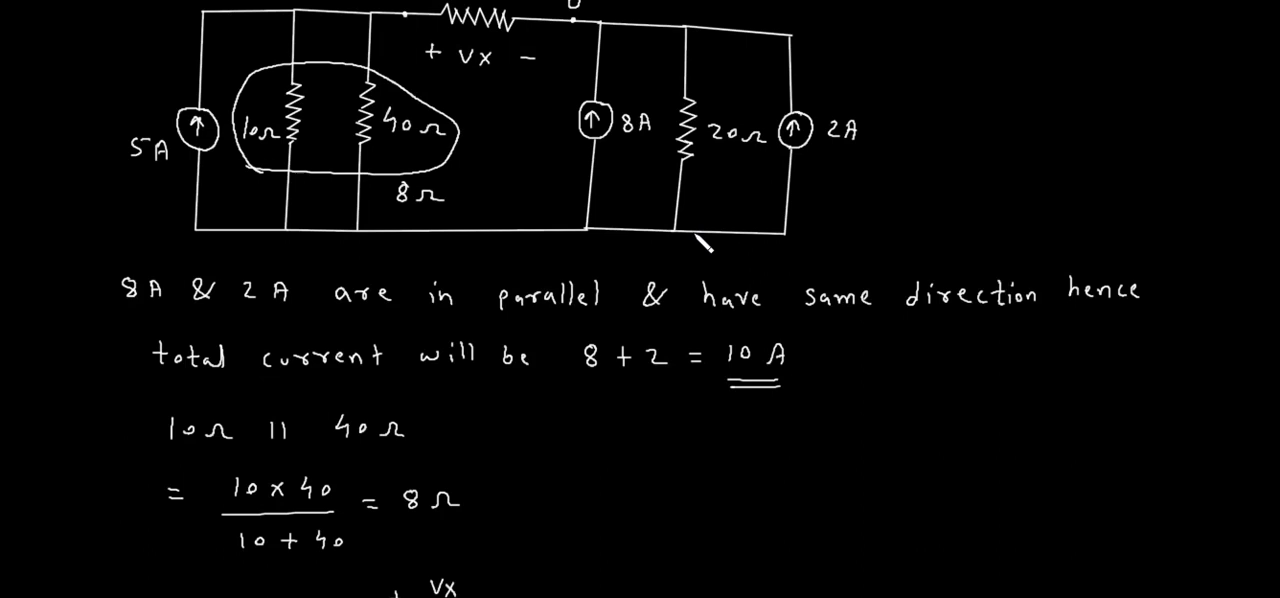 + Vx -
5A
10Ω
40Ω
8A
20Ω
2A
8Ω
8A & 2A are in parallel & have same direction hence
total current will be 8 + 2 = 10 A
10Ω || 40Ω
= 10 x 40 = 8Ω
10 + 40
Vx